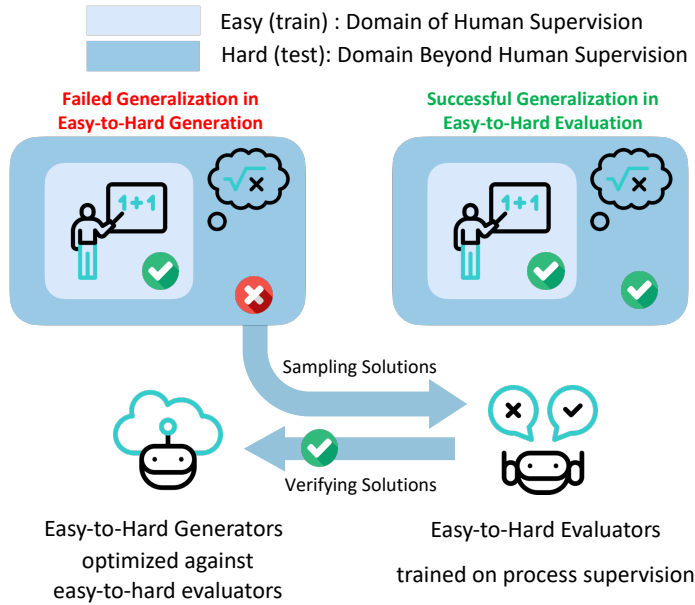 Easy (train) : Domain of Human Supervision
Hard (test): Domain Beyond Human Supervision
Failed Generalization in
Easy-to-Hard Generation
Successful Generalization in
Easy-to-Hard Evaluation
1+1
√x
1+1
√x
Sampling Solutions
Verifying Solutions
Easy-to-Hard Generators
optimized against
easy-to-hard evaluators
Easy-to-Hard Evaluators
trained on process supervision